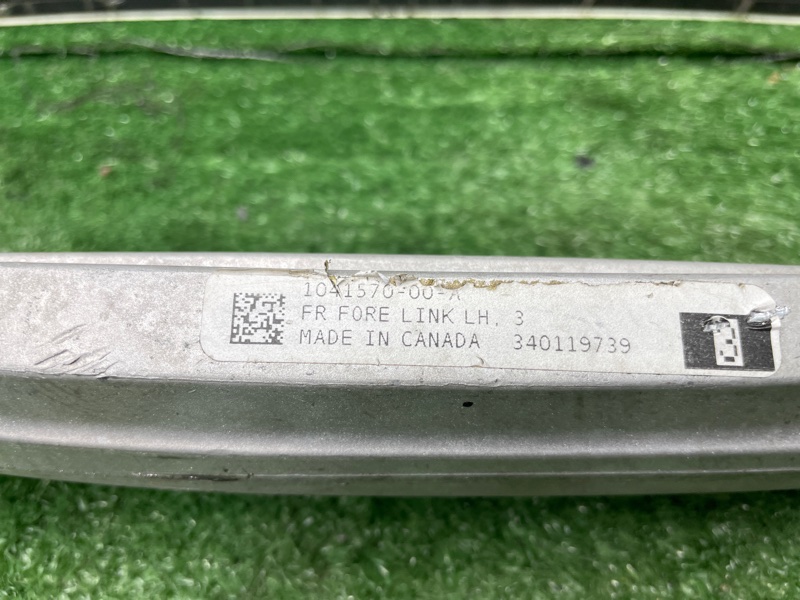 1041570-00-A
FR FORE LINK LH, 3
MADE IN CANADA 340119739